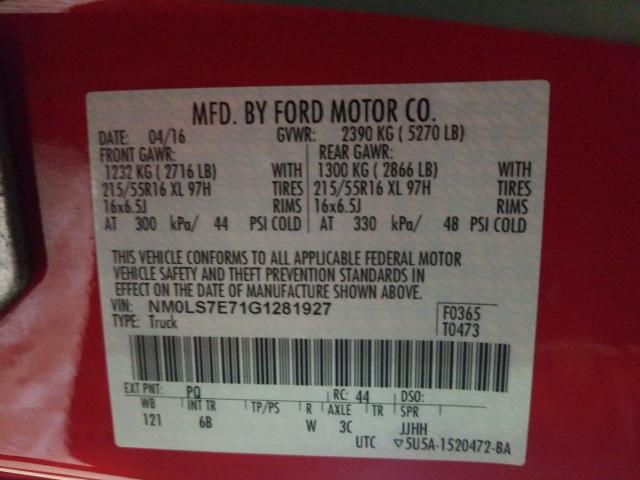 MFD. BY FORD MOTOR CO.
DATE: 04/16 GVWR: 2390 KG ( 5270 LB)
FRONT GAWR: REAR GAWR:
1232 KG ( 2716 LB) WITH 1300 KG ( 2866 LB) WITH
215/55R16 XL 97H TIRES 215/55R16 XL 97H TIRES
16x6.5J RIMS 16x6.5J RIMS
AT 300 kPa/ 44 PSI COLD AT 330 kPa/ 48 PSI COLD
THIS VEHICLE CONFORMS TO ALL APPLICABLE FEDERAL MOTOR
VEHICLE SAFETY AND THEFT PREVENTION STANDARDS IN
EFFECT ON THE DATE OF MANUFACTURE SHOWN ABOVE.
VIN: NM0LS7E71G1281927 F0365
TYPE: Truck T0473
EXT PNT: PQ RC: 44 DSO:
WB INT TR TP/PS R AXLE TR SPR
121 6B W 3C JJHH
UTC ▽5U5A-1520472-BA